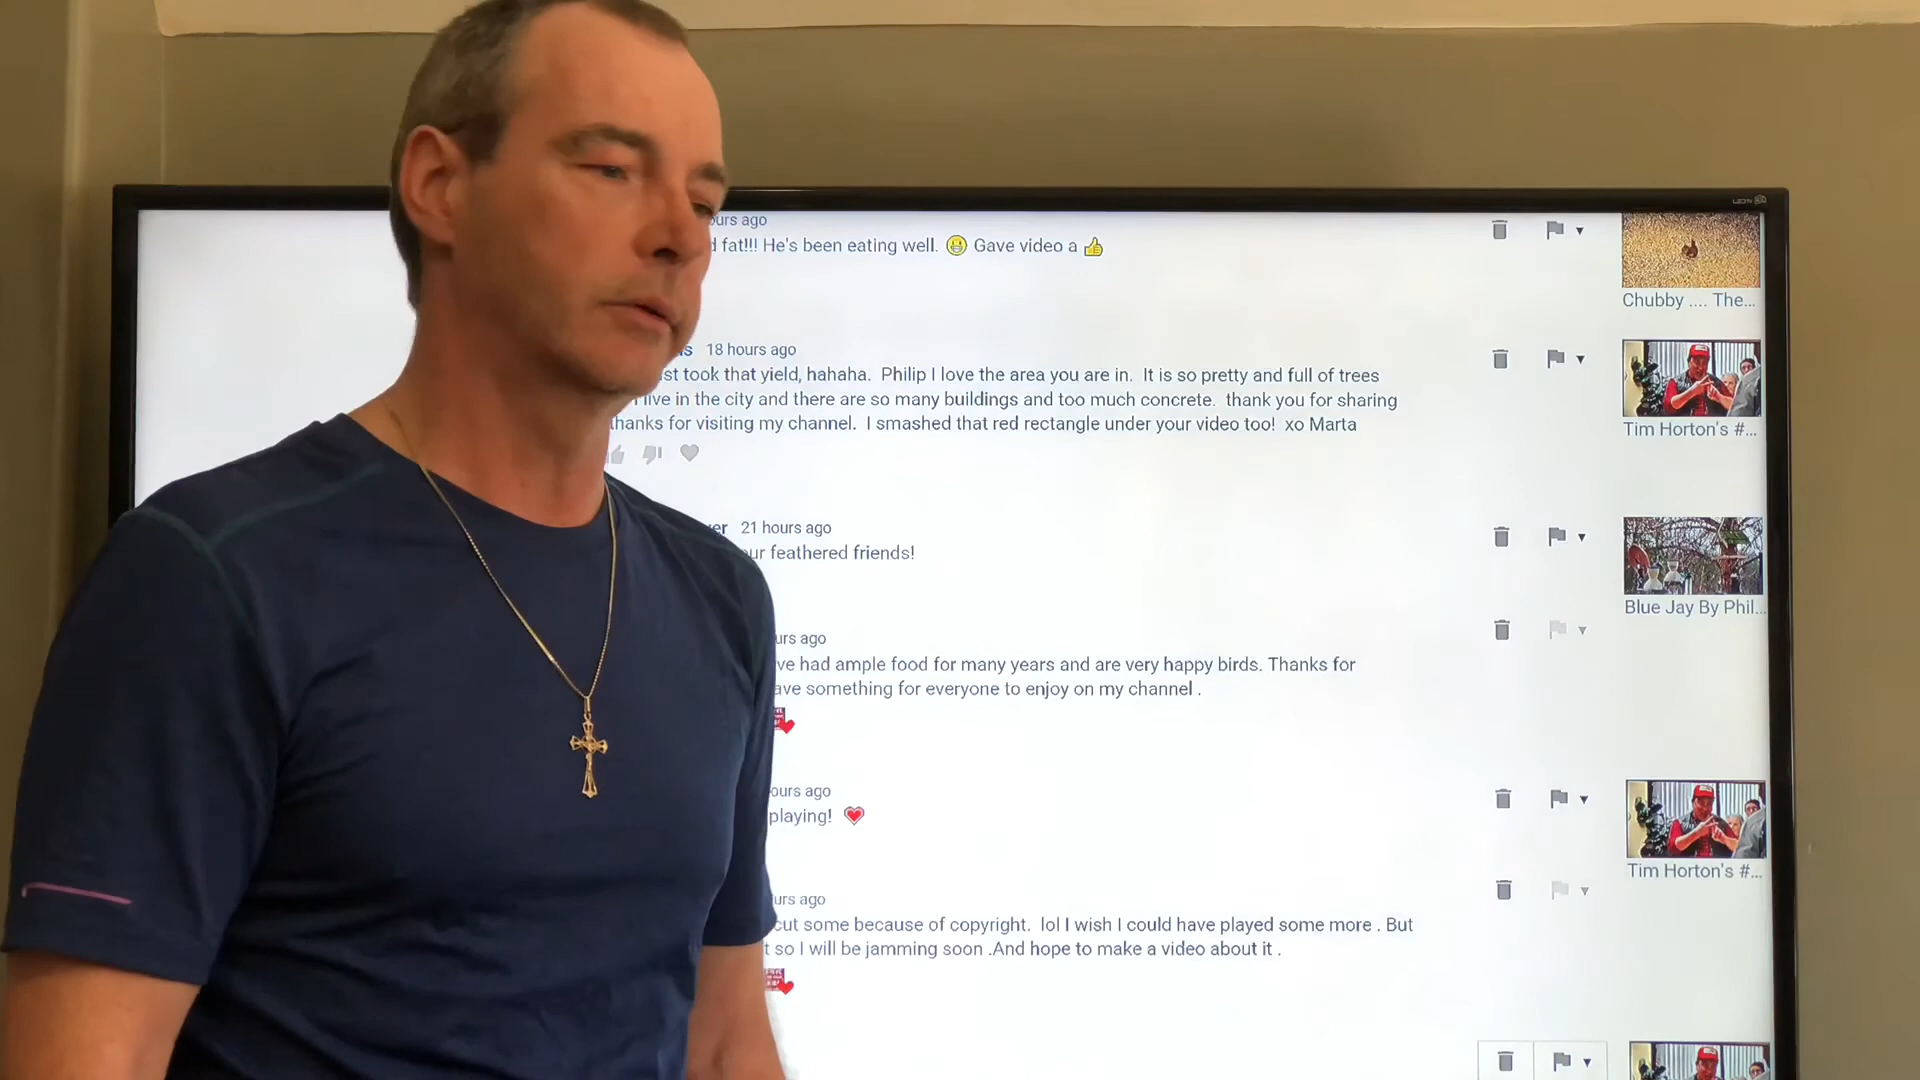 ours ago
fat!!! He's been eating well. 😀 Gave video a 👍
Chubby .... The...
18 hours ago
took that yield, hahaha. Philip I love the area you are in. It is so pretty and full of trees
live in the city and there are so many buildings and too much concrete. thank you for sharing
thanks for visiting my channel. I smashed that red rectangle under your video too! xo Marta
Tim Horton's #...
21 hours ago
ur feathered friends!
Blue Jay By Phil...
urs ago
ve had ample food for many years and are very happy birds. Thanks for
ave something for everyone to enjoy on my channel .
ours ago
playing! 💗
Tim Horton's #...
urs ago
cut some because of copyright. lol I wish I could have played some more . But
t so I will be jamming soon .And hope to make a video about it .